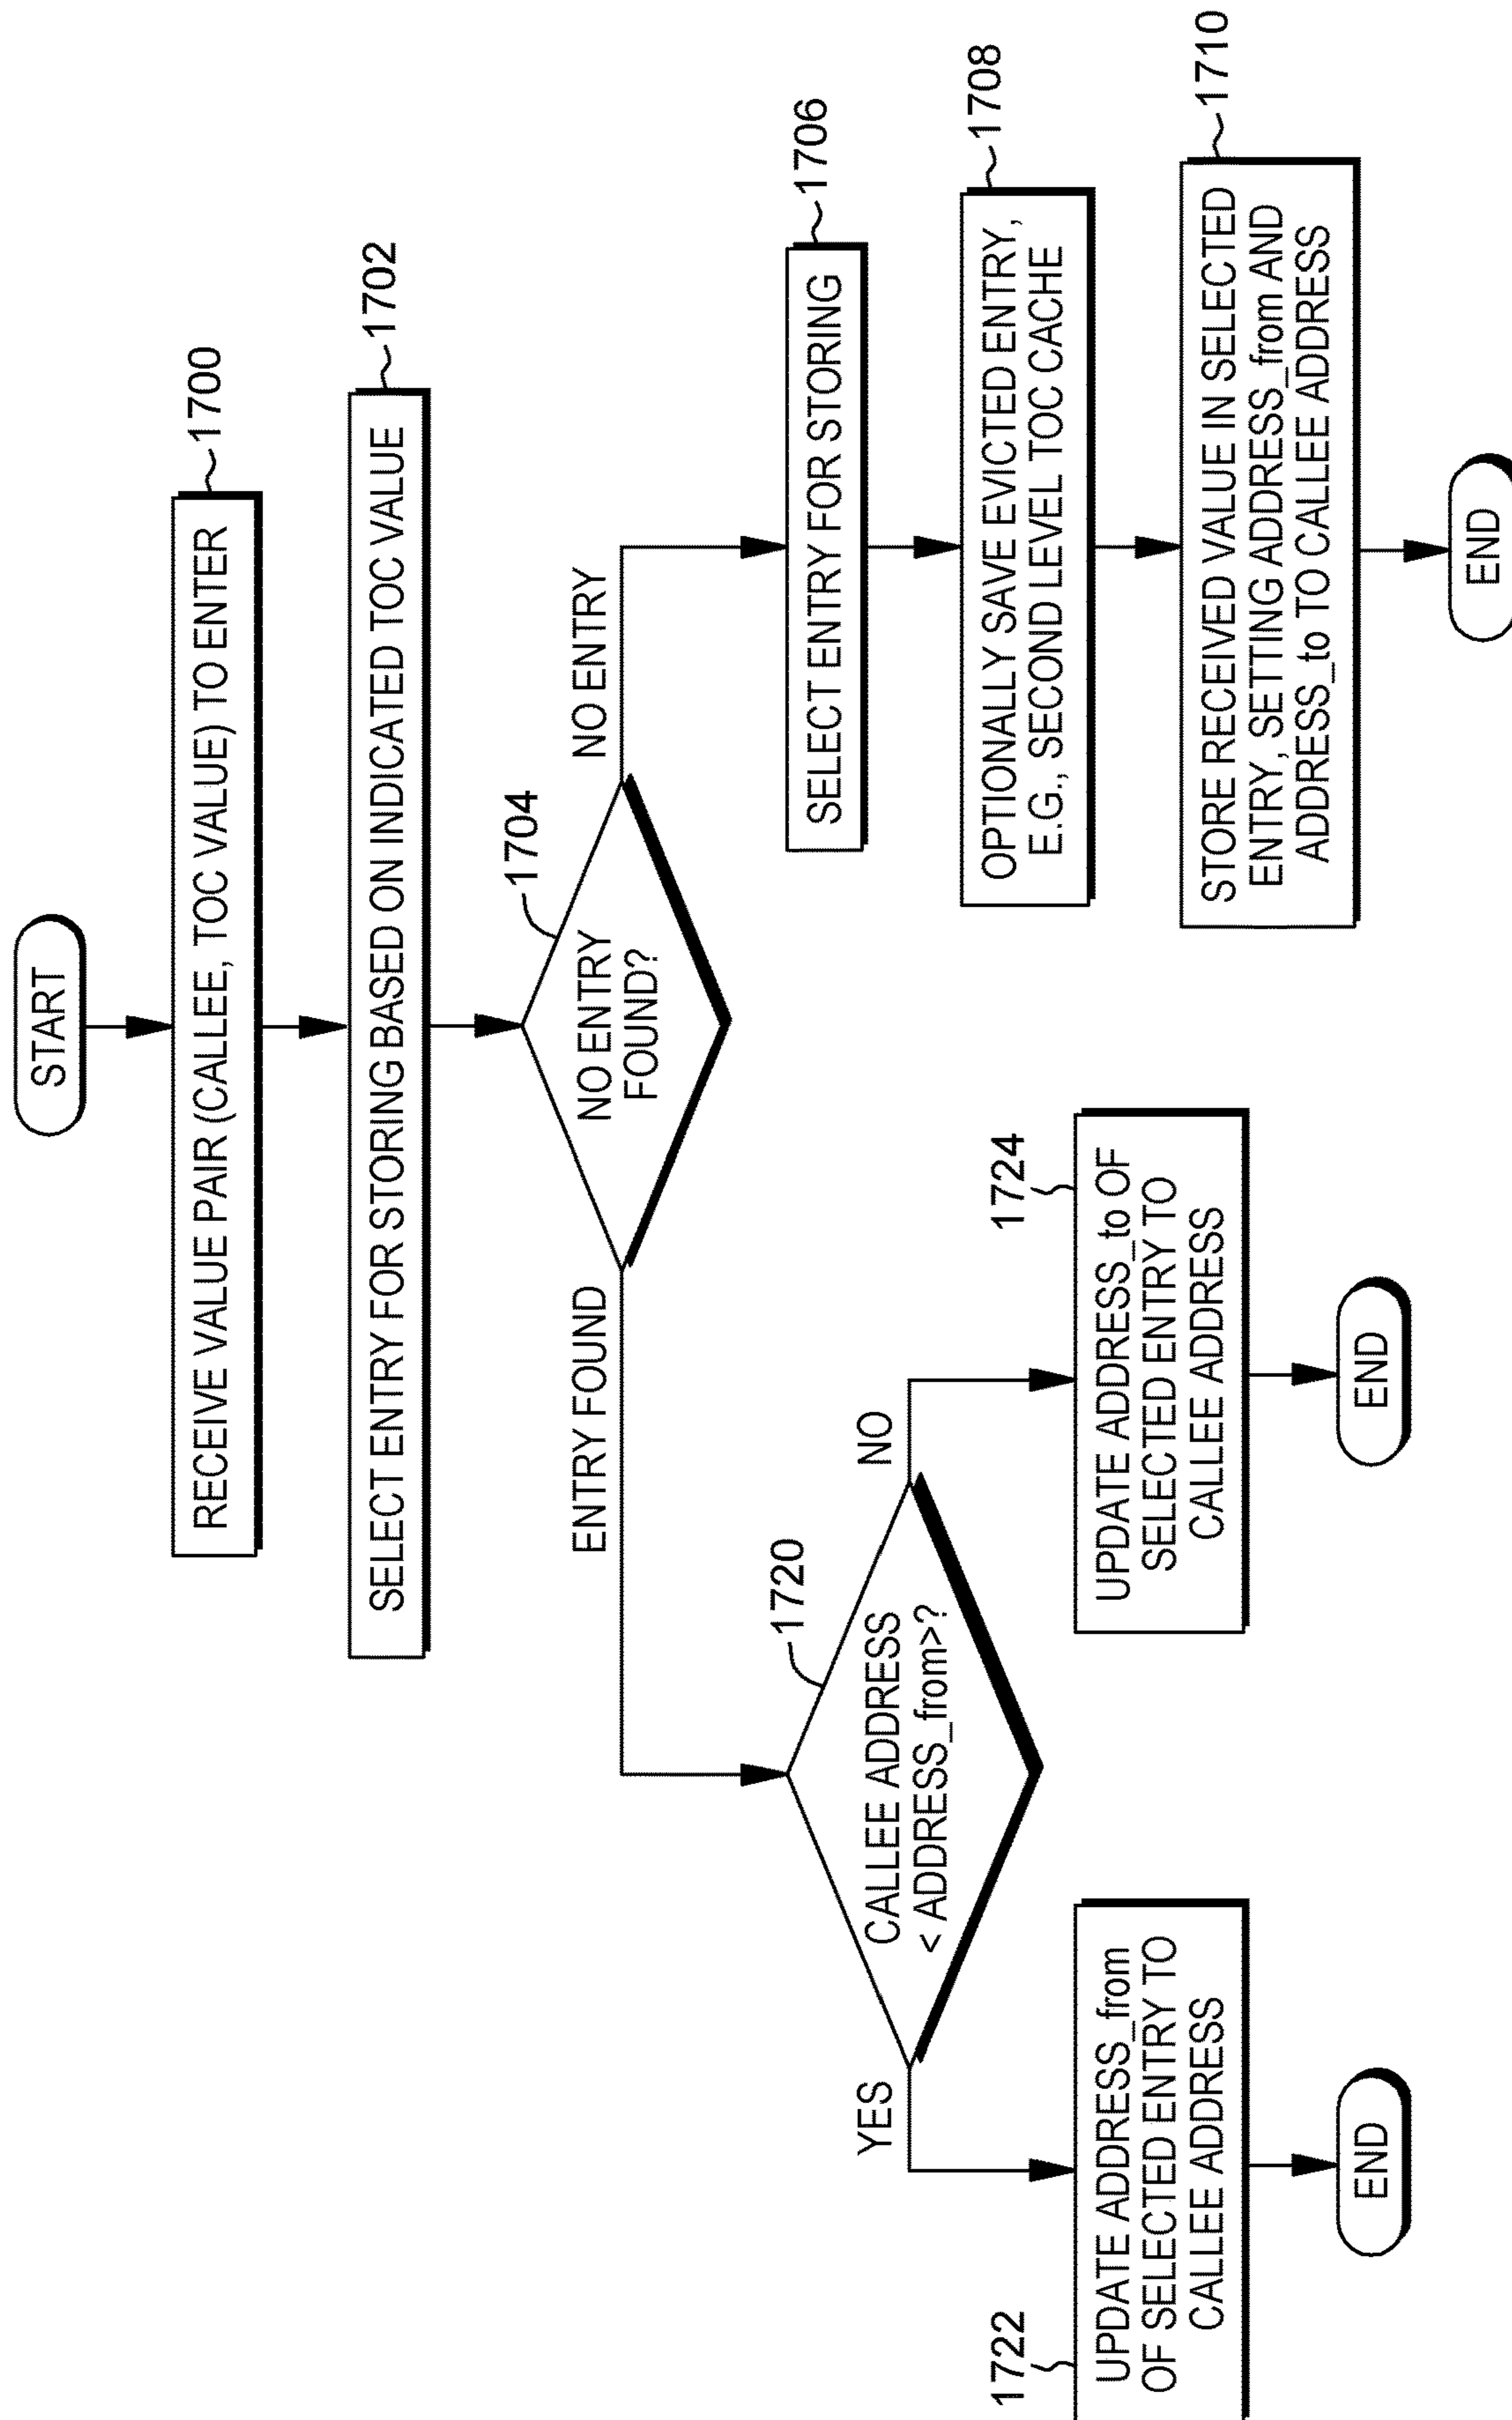 START
1700
RECEIVE VALUE PAIR (CALLEE, TOC VALUE) TO ENTER
1702
SELECT ENTRY FOR STORING BASED ON INDICATED TOC VALUE
1704
NO ENTRY
FOUND?
ENTRY FOUND
NO ENTRY
1720
CALLEE ADDRESS
< ADDRESS_from>?
YES
NO
1722
UPDATE ADDRESS_from
OF SELECTED ENTRY TO
CALLEE ADDRESS
END
1724
UPDATE ADDRESS_to OF
SELECTED ENTRY TO
CALLEE ADDRESS
END
1706
SELECT ENTRY FOR STORING
1708
OPTIONALLY SAVE EVICTED ENTRY,
E.G., SECOND LEVEL TOC CACHE
1710
STORE RECEIVED VALUE IN SELECTED
ENTRY, SETTING ADDRESS_from AND
ADDRESS_to TO CALLEE ADDRESS
END